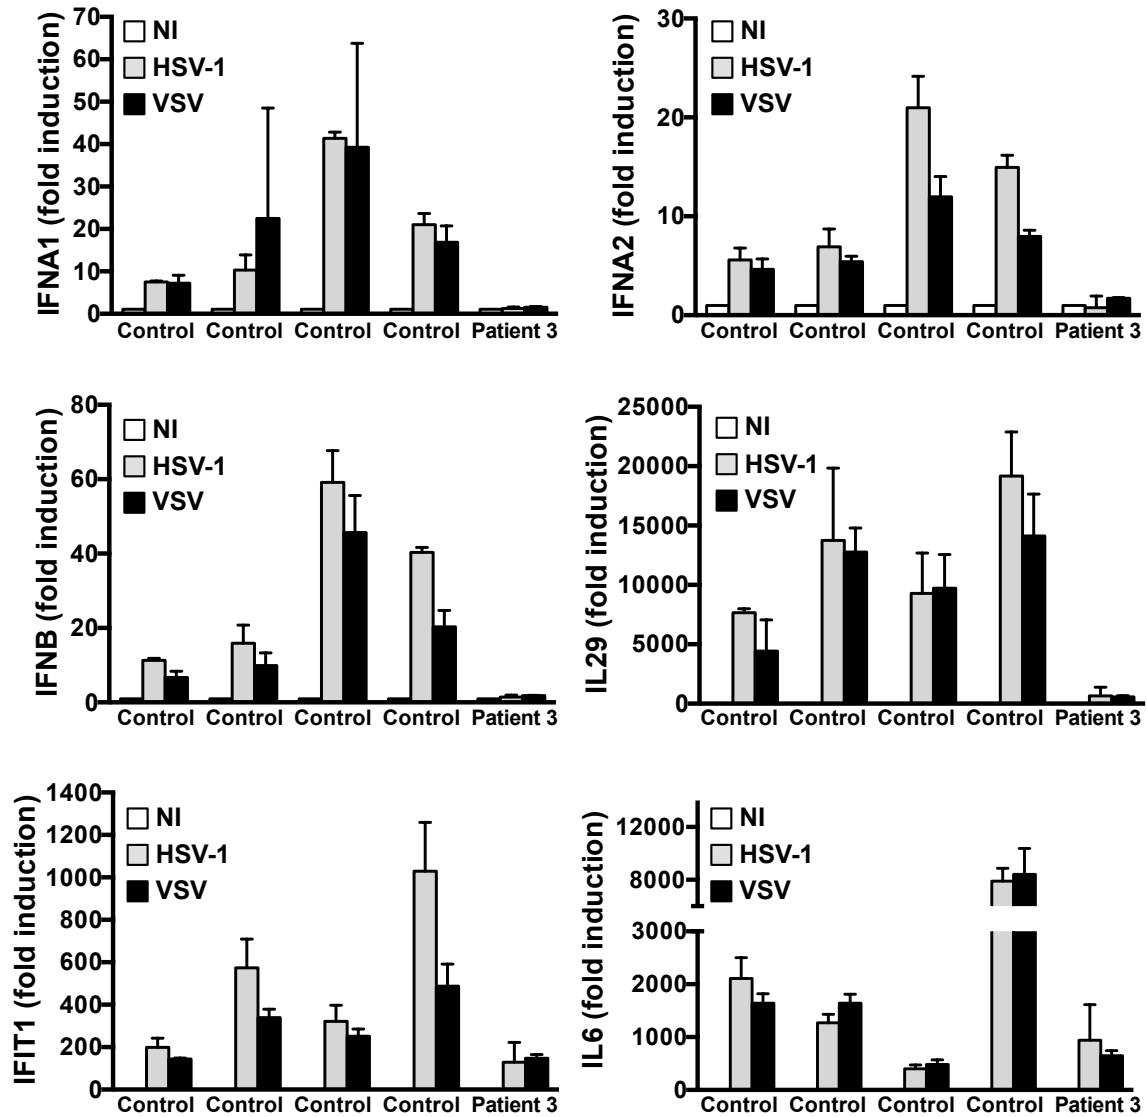 IFNA1 (fold induction)
70
60
50
40
30
20
10
0
NI
HSV-1
VSV
Control Control Control Control Patient 3
IFNA2 (fold induction)
30
20
10
0
NI
HSV-1
VSV
Control Control Control Control Patient 3
IFNB (fold induction)
80
60
40
20
0
NI
HSV-1
VSV
Control Control Control Control Patient 3
IL29 (fold induction)
25000
20000
15000
10000
5000
0
NI
HSV-1
VSV
Control Control Control Control Patient 3
IFIT1 (fold induction)
1400
1200
1000
800
600
400
200
0
NI
HSV-1
VSV
Control Control Control Control Patient 3
IL6 (fold induction)
12000
8000
3000
2000
1000
0
NI
HSV-1
VSV
Control Control Control Control Patient 3